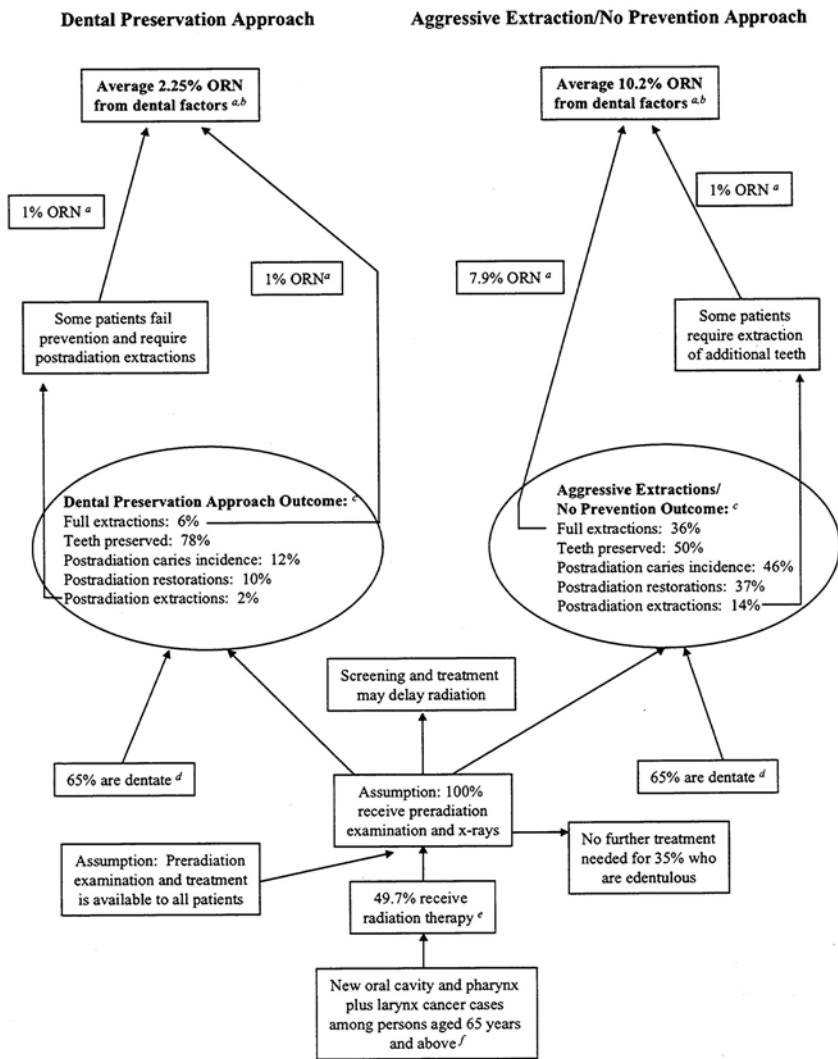 Dental Preservation Approach
Aggressive Extraction/No Prevention Approach
Average 2.25% ORN
from dental factors a,b
Average 10.2% ORN
from dental factors a,b
1% ORN a
1% ORNa
7.9% ORN a
1% ORN a
Some patients fail
prevention and require
postradiation extractions
Some patients
require extraction
of additional teeth
Dental Preservation Approach Outcome: c
Full extractions: 6%
Teeth preserved: 78%
Postradiation caries incidence: 12%
Postradiation restorations: 10%
Postradiation extractions: 2%
Aggressive Extractions/
No Prevention Outcome: c
Full extractions: 36%
Teeth preserved: 50%
Postradiation caries incidence: 46%
Postradiation restorations: 37%
Postradiation extractions: 14%
Screening and treatment
may delay radiation
65% are dentate d
65% are dentate d
Assumption: 100%
receive preradiation
examination and x-rays
No further treatment
needed for 35% who
are edentulous
Assumption: Preradiation
examination and treatment
is available to all patients
49.7% receive
radiation therapy e
New oral cavity and pharynx
plus larynx cancer cases
among persons aged 65 years
and above f